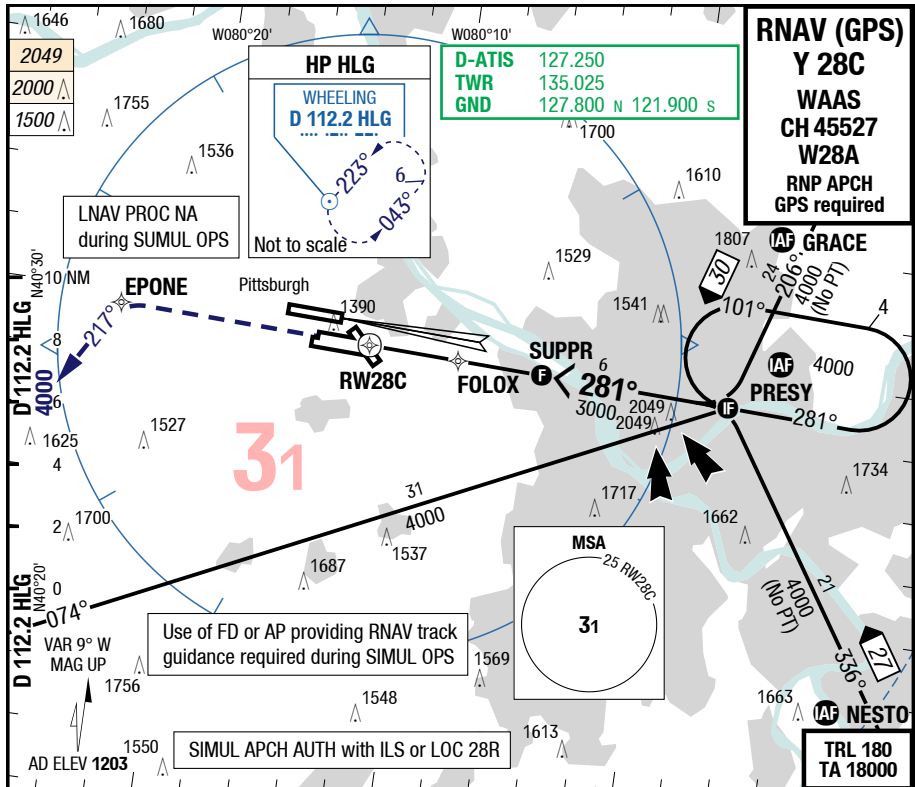 1646
1680
W080°20'
W080°10'
2049
2000
1500
1755
1536
HP HLG
WHEELING
D 112.2 HLG
223°
6
043°
Not to scale
D-ATIS 127.250
TWR 135.025
GND 127.800 N 121.900 S
1700
1610
RNAV (GPS)
Y 28C
WAAS
CH 45527
W28A
RNP APCH
GPS required
LNAV PROC NA
during SUMUL OPS
1807
IAF GRACE
24
206°
4000
(No PT)
30
101°
4
1529
1541
N40°30'
10 NM
EPONE
Pittsburgh
1390
217°
D 112.2 HLG
4000
8
6
4
2
0
RW28C
FOLOX
SUPPR
F
6
281°
3000
2049
2049
IAF
PRESY
4000
IF
281°
1625
1527
31
1734
31
4000
1717
1662
1700
1537
1687
MSA
25 RW28C
31
4000
(No PT)
21
N40°20'
D 112.2 HLG
074°
VAR 9° W
MAG UP
Use of FD or AP providing RNAV track
guidance required during SIMUL OPS
1569
27
336°
1756
1548
1663
IAF NESTO
1613
1550
SIMUL APCH AUTH with ILS or LOC 28R
AD ELEV 1203
TRL 180
TA 18000